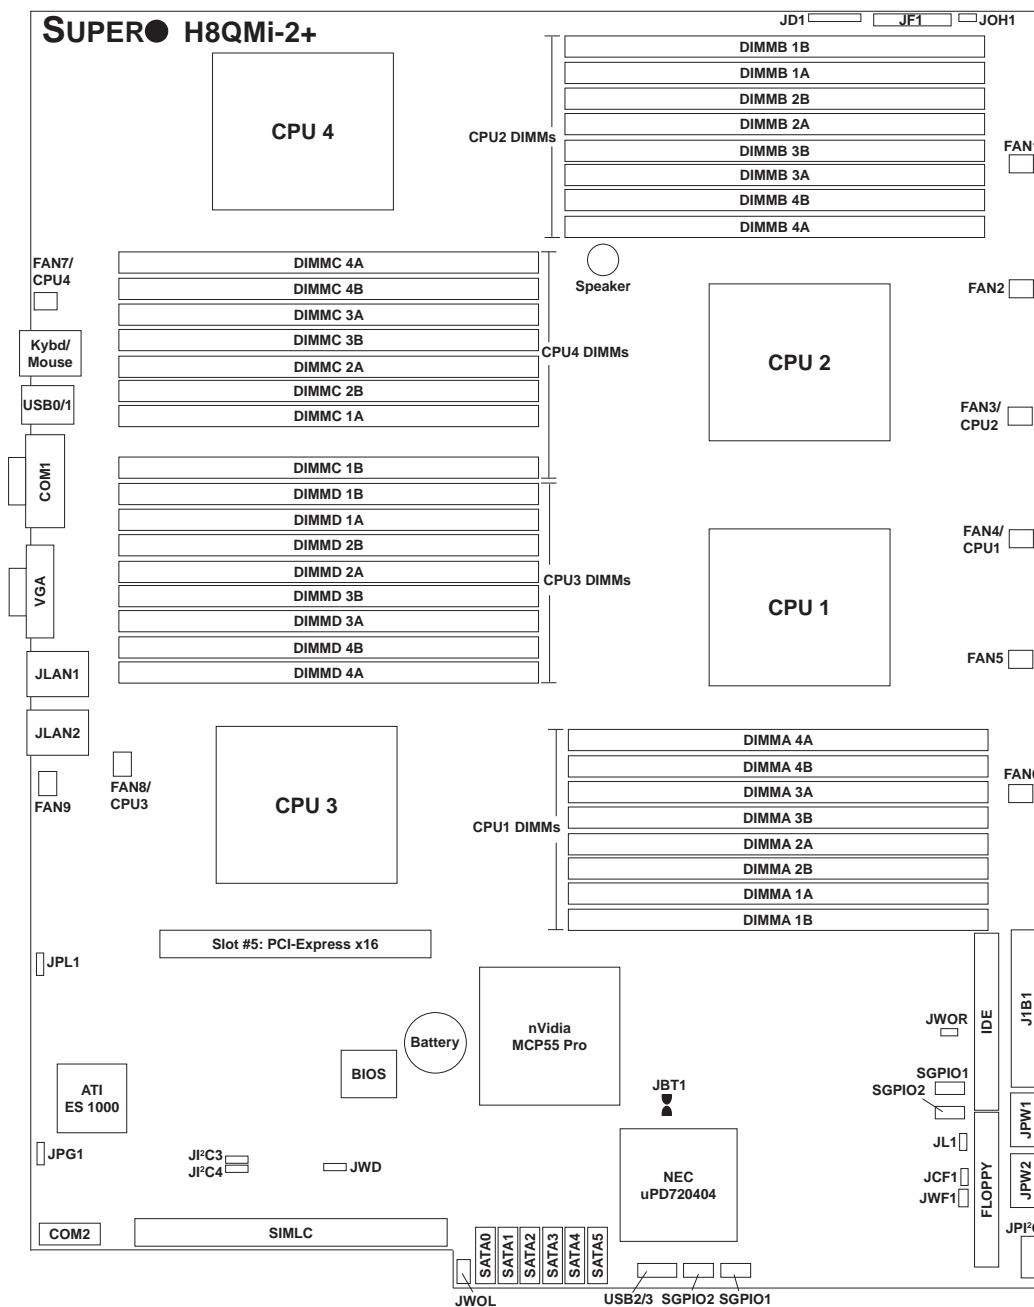 SUPER● H8QMi-2+
JD1
JF1
JOH1
DIMMB 1B
DIMMB 1A
DIMMB 2B
DIMMB 2A
DIMMB 3B
DIMMB 3A
DIMMB 4B
DIMMB 4A
CPU 4
CPU2 DIMMs
FAN1
FAN7/
CPU4
DIMMC 4A
DIMMC 4B
DIMMC 3A
DIMMC 3B
DIMMC 2A
DIMMC 2B
DIMMC 1A
DIMMC 1B
CPU4 DIMMs
Speaker
FAN2
Kybd/
Mouse
USB0/1
CPU 2
FAN3/
CPU2
COM1
DIMMD 1B
DIMMD 1A
DIMMD 2B
DIMMD 2A
DIMMD 3B
DIMMD 3A
DIMMD 4B
DIMMD 4A
CPU3 DIMMs
FAN4/
CPU1
VGA
CPU 1
JLAN1
FAN5
JLAN2
FAN9
FAN8/
CPU3
CPU 3
CPU1 DIMMs
DIMMA 4A
DIMMA 4B
DIMMA 3A
DIMMA 3B
DIMMA 2A
DIMMA 2B
DIMMA 1A
DIMMA 1B
FAN6
Slot #5: PCI-Express x16
JPL1
nVidia
MCP55 Pro
Battery
BIOS
JWOR
IDE
J1B1
ATI
ES 1000
JBT1
SGPIO1
SGPIO2
JPW1
JPG1
JI²C3
JI²C4
JWD
NEC
uPD720404
JL1
JCF1
JWF1
FLOPPY
JPW2
COM2
SIMLC
JPI²C
SATA0
SATA1
SATA2
SATA3
SATA4
SATA5
JWOL
USB2/3
SGPIO2
SGPIO1